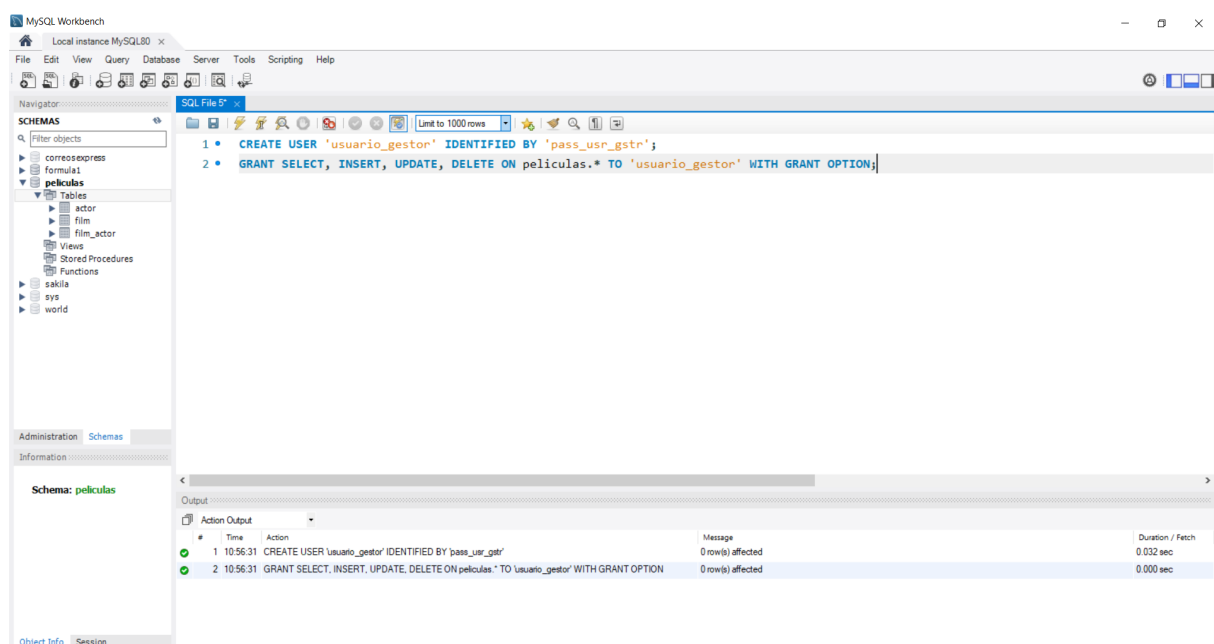 MySQL Workbench
Local instance MySQL80
File Edit View Query Database Server Tools Scripting Help
Navigator
SQL File 5*
SCHEMAS
Filter objects
Limit to 1000 rows
1 CREATE USER 'usuario_gestor' IDENTIFIED BY 'pass_usr_gstr';
2 GRANT SELECT, INSERT, UPDATE, DELETE ON peliculas.* TO 'usuario_gestor' WITH GRANT OPTION;
correosexpress
formula1
peliculas
Tables
actor
film
film_actor
Views
Stored Procedures
Functions
sakila
sys
world
Administration Schemas
Information
Schema: peliculas
Output
Action Output
# Time Action Message Duration / Fetch
1 10:56:31 CREATE USER 'usuario_gestor' IDENTIFIED BY 'pass_usr_gstr' 0 row(s) affected 0.032 sec
2 10:56:31 GRANT SELECT, INSERT, UPDATE, DELETE ON peliculas.* TO 'usuario_gestor' WITH GRANT OPTION 0 row(s) affected 0.000 sec
Object Info Session